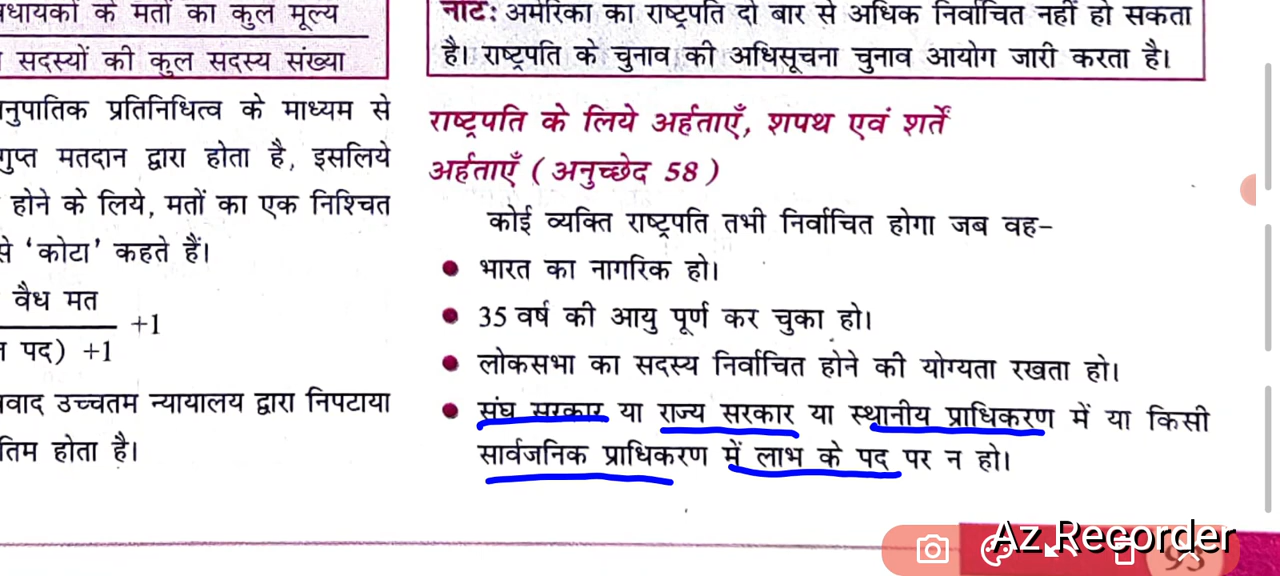 धायकों के मतों का कुल मूल्य
सदस्यों की कुल सदस्य संख्या
नुपातिक प्रतिनिधित्व के माध्यम से
गुप्त मतदान द्वारा होता है, इसलिये
होने के लिये, मतों का एक निश्चित
से 'कोटा' कहते हैं।
वैध मत
+1
पद) +1
वाद उच्चतम न्यायालय द्वारा निपटाया
तिम होता है।
नोट: अमेरिका का राष्ट्रपति दो बार से अधिक निर्वाचित नहीं हो सकता
है। राष्ट्रपति के चुनाव की अधिसूचना चुनाव आयोग जारी करता है।
राष्ट्रपति के लिये अर्हताएँ, शपथ एवं शर्तें
अर्हताएँ ( अनुच्छेद 58 )
कोई व्यक्ति राष्ट्रपति तभी निर्वाचित होगा जब वह-
● भारत का नागरिक हो।
● 35 वर्ष की आयु पूर्ण कर चुका हो।
● लोकसभा का सदस्य निर्वाचित होने की योग्यता रखता हो।
● संघ सरकार या राज्य सरकार या स्थानीय प्राधिकरण में या किसी
सार्वजनिक प्राधिकरण में लाभ के पद पर न हो।
Az Recorder
93